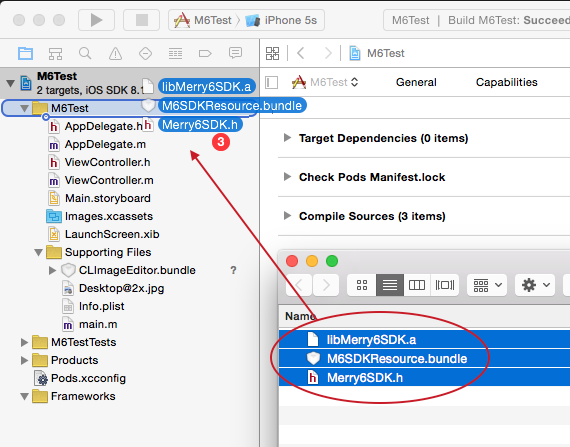 M6Test
iPhone 5s
M6Test | Build M6Test: Succeed
M6Test
2 targets, iOS SDK 8.1
M6Test
AppDelegate.h
AppDelegate.m
ViewController.h
ViewController.m
Main.storyboard
Images.xcassets
LaunchScreen.xib
Supporting Files
CLImageEditor.bundle ?
Desktop@2x.jpg
Info.plist
main.m
M6TestTests
Products
Pods.xcconfig
Frameworks
libMerry6SDK.a
M6SDKResource.bundle
Merry6SDK.h
3
M6Test
M6Test General Capabilities
Target Dependencies (0 items)
Check Pods Manifest.lock
Compile Sources (3 items)
Name
libMerry6SDK.a
M6SDKResource.bundle
Merry6SDK.h